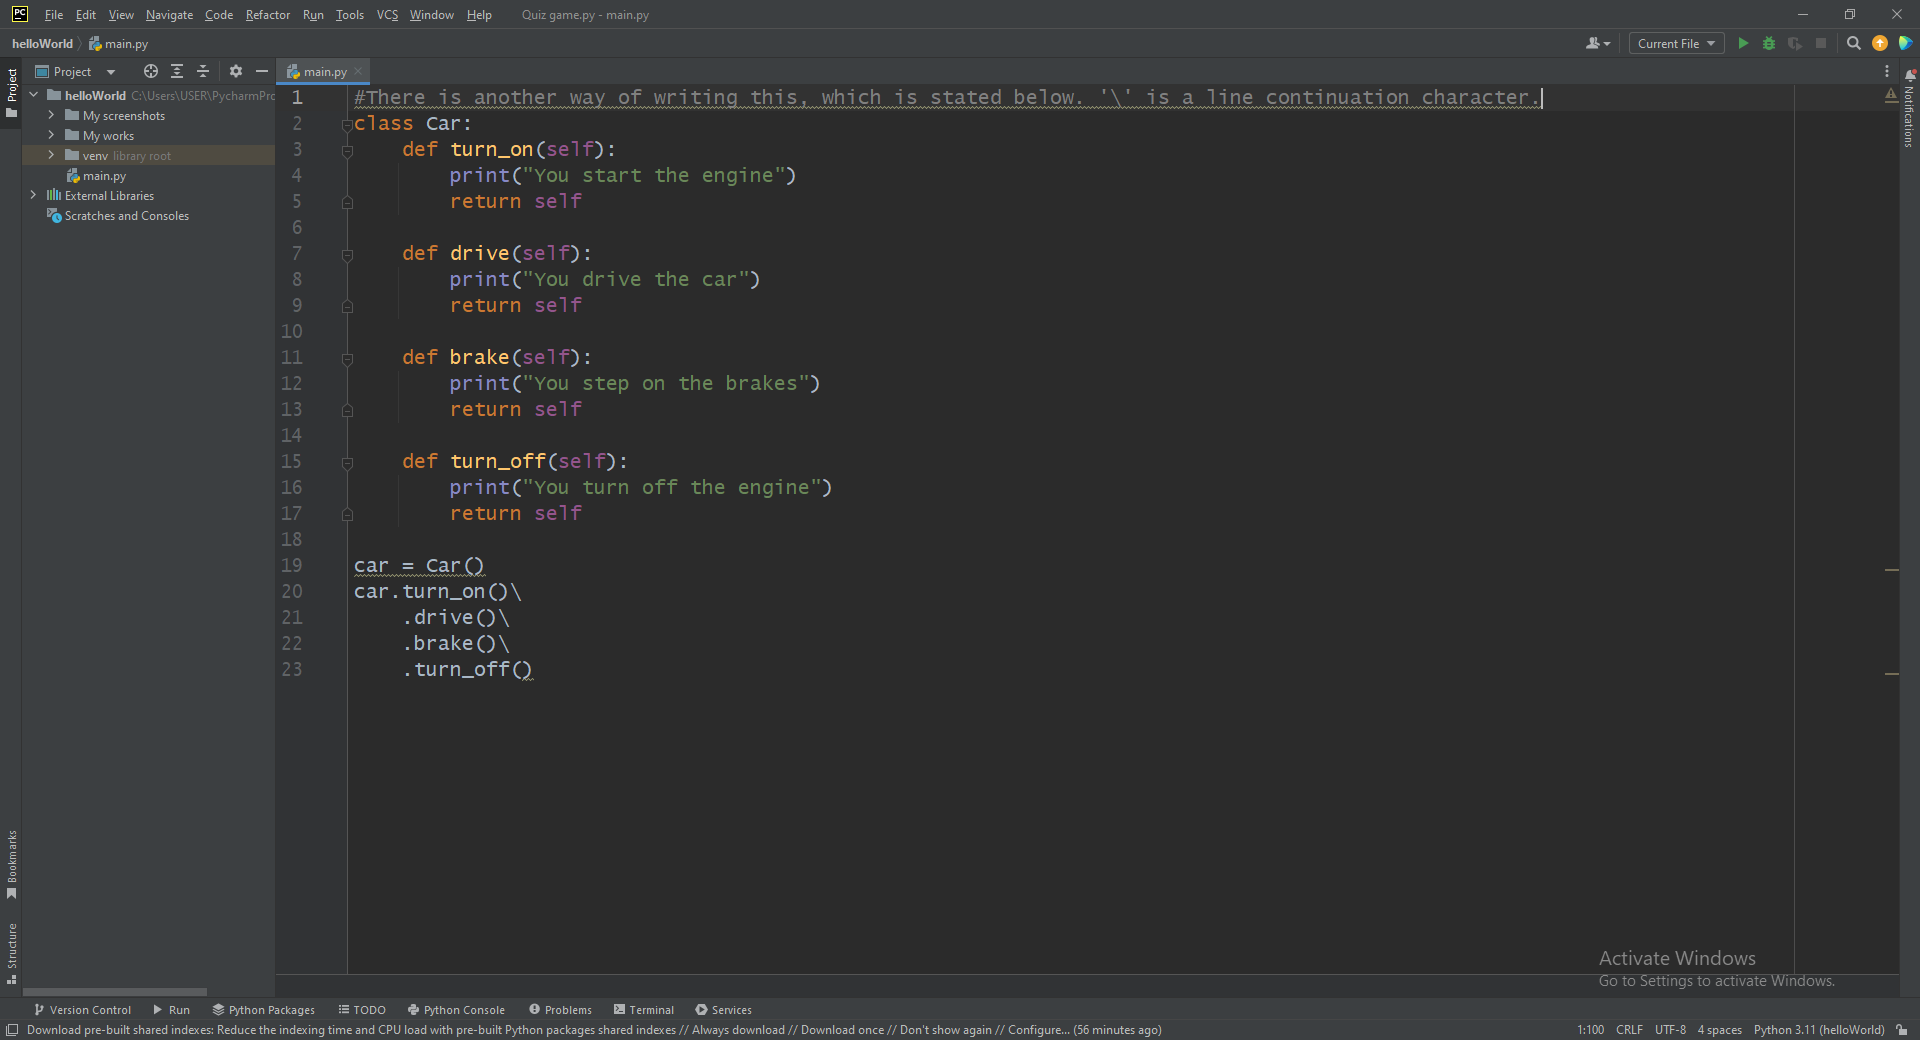 PC File Edit View Navigate Code Refactor Run Tools VCS Window Help Quiz game.py - main.py
helloWorld main.py Current File
Project main.py
helloWorld C:\Users\USER\PycharmPrc
My screenshots
My works
venv library root
main.py
External Libraries
Scratches and Consoles
Project
Bookmarks
Structure
Notifications
1 #There is another way of writing this, which is stated below. '\' is a line continuation character.
2 class Car:
3     def turn_on(self):
4         print("You start the engine")
5         return self
6
7     def drive(self):
8         print("You drive the car")
9         return self
10
11     def brake(self):
12         print("You step on the brakes")
13         return self
14
15     def turn_off(self):
16         print("You turn off the engine")
17         return self
18
19 car = Car()
20 car.turn_on()\
21     .drive()\
22     .brake()\
23     .turn_off()
Activate Windows
Go to Settings to activate Windows.
Version Control Run Python Packages TODO Python Console Problems Terminal Services
Download pre-built shared indexes: Reduce the indexing time and CPU load with pre-built Python packages shared indexes // Always download // Download once // Don't show again // Configure... (56 minutes ago) 1:100 CRLF UTF-8 4 spaces Python 3.11 (helloWorld)